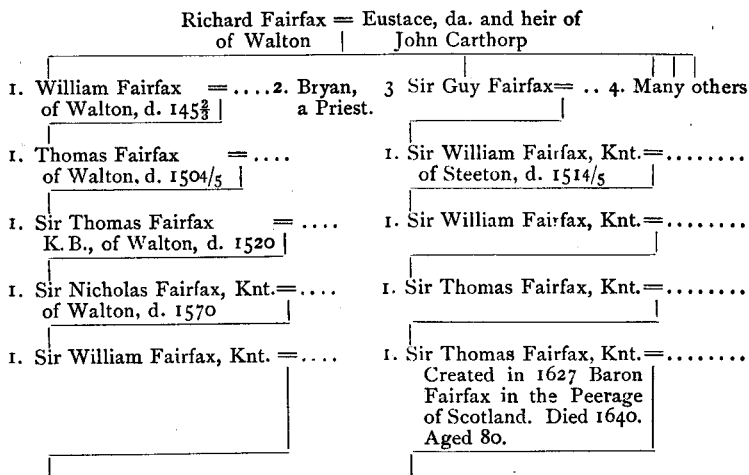 Richard Fairfax = Eustace, da. and heir of
of Walton John Carthorp
1. William Fairfax = .... 2. Bryan, 3 Sir Guy Fairfax = .. 4. Many others
of Walton, d. 145⅔ a Priest.
1. Thomas Fairfax = .... 1. Sir William Fairfax, Knt. = ........
of Walton, d. 1504/5 of Steeton, d. 1514/5
1. Sir Thomas Fairfax = .... 1. Sir William Fairfax, Knt. = ........
K.B., of Walton, d. 1520
1. Sir Nicholas Fairfax, Knt. = .... 1. Sir Thomas Fairfax, Knt. = ........
of Walton, d. 1570
1. Sir William Fairfax, Knt. = .... 1. Sir Thomas Fairfax, Knt. = ........
Created in 1627 Baron
Fairfax in the Peerage
of Scotland. Died 1640.
Aged 80.